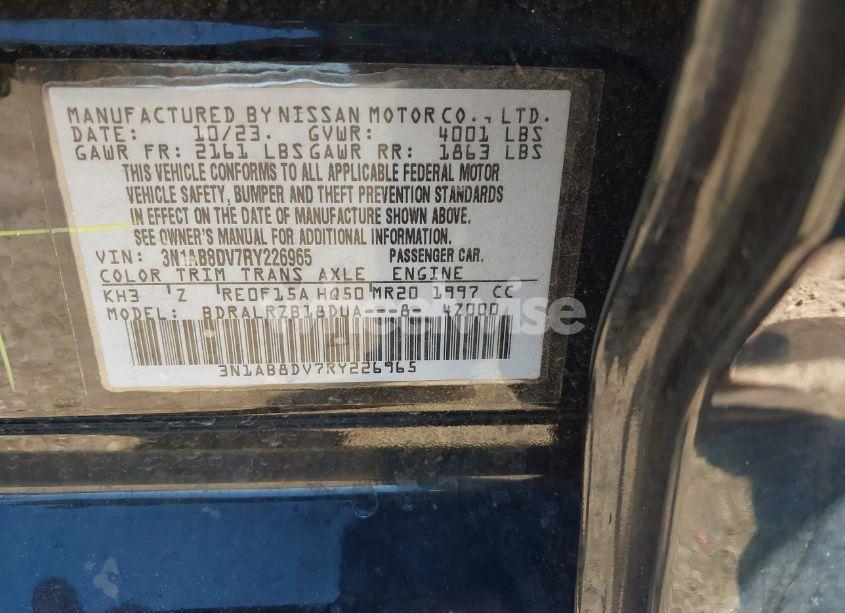 MANUFACTURED BY NISSAN MOTOR CO., LTD.
DATE: 10/23. GVWR: 4001 LBS
GAWR FR: 2161 LBS GAWR RR: 1863 LBS
THIS VEHICLE CONFORMS TO ALL APPLICABLE FEDERAL MOTOR
VEHICLE SAFETY, BUMPER AND THEFT PREVENTION STANDARDS
IN EFFECT ON THE DATE OF MANUFACTURE SHOWN ABOVE.
SEE OWNER'S MANUAL FOR ADDITIONAL INFORMATION.
VIN: 3N1AB8DV7RY226965 PASSENGER CAR.
COLOR TRIM TRANS AXLE ENGINE
KH3 Z RE0F15A HQ50 MR20 1997 CC
MODEL: BDRALRZB18DUA--8- 4Z000
3N1AB8DV7RY226965